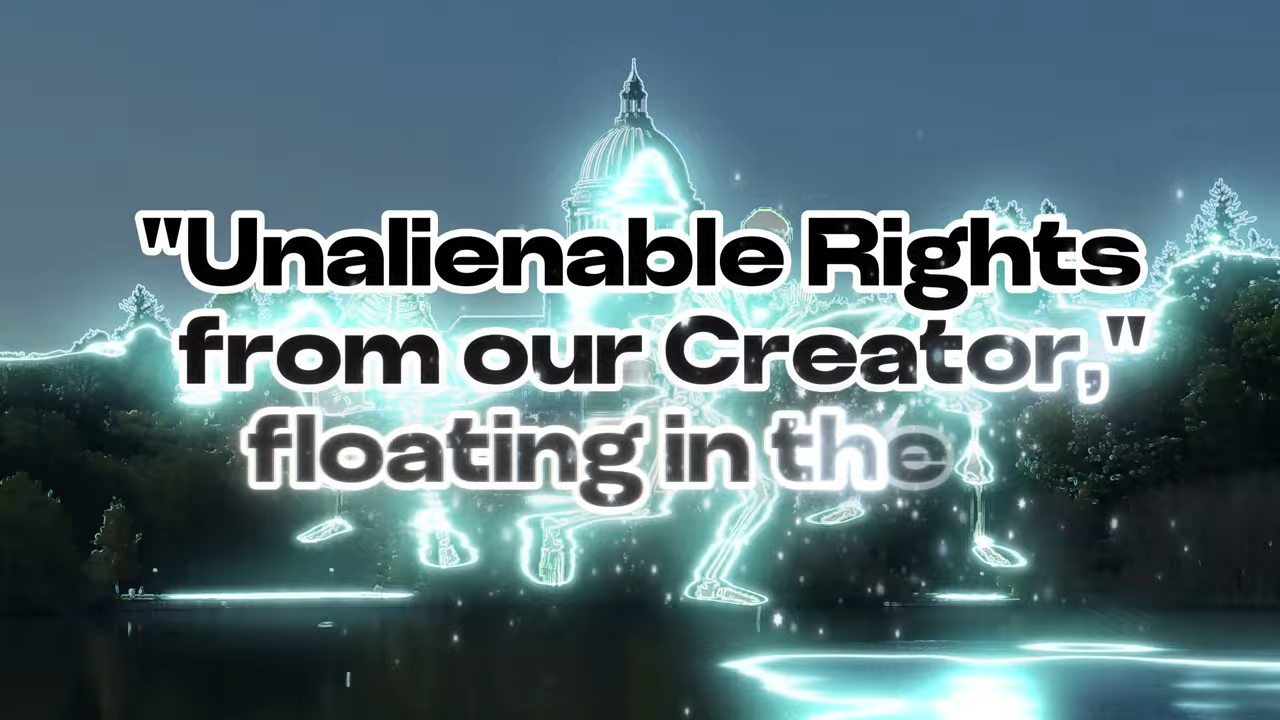 "Unalienable Rights
from our Creator,"
floating in the